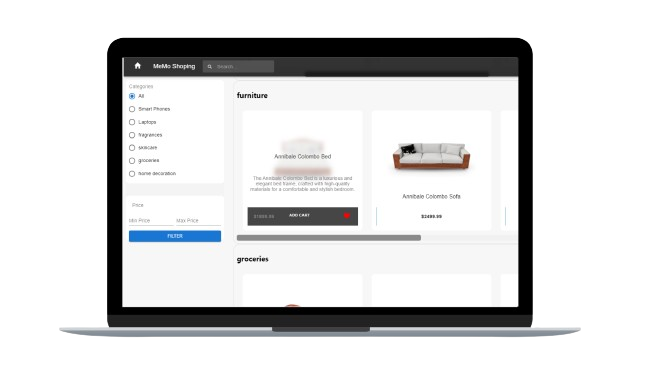 MeMo Shoping
Search...
Categories
All
Smart Phones
Laptops
fragrances
skincare
groceries
home decoration
Price
Min Price Max Price
FILTER
furniture
Annibale Colombo Bed
The Annibale Colombo Bed is a luxurious and
elegant bed frame, crafted with high-quality
materials for a comfortable and stylish bedroom.
$1899.99 ADD CART
Annibale Colombo Sofa
$2499.99
groceries